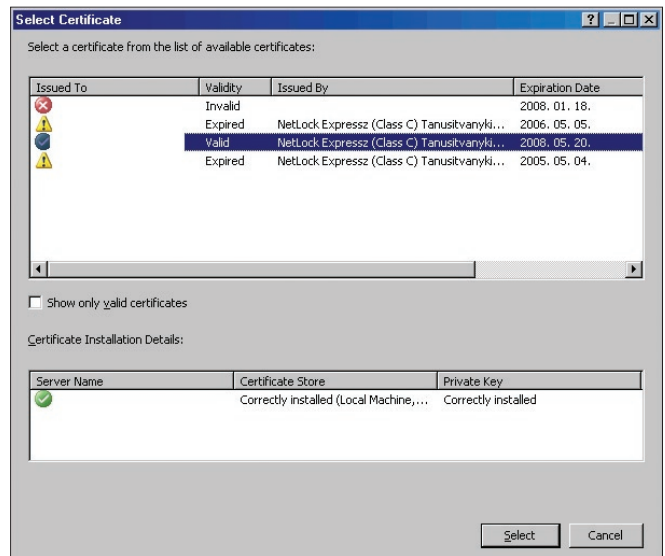 Select Certificate
Select a certificate from the list of available certificates:
Issued To Validity Issued By Expiration Date
Invalid 2008. 01. 18.
Expired NetLock Expressz (Class C) Tanusitvanyki... 2006. 05. 05.
Valid NetLock Expressz (Class C) Tanusitvanyki... 2008. 05. 20.
Expired NetLock Expressz (Class C) Tanusitvanyki... 2005. 05. 04.
Show only valid certificates
Certificate Installation Details:
Server Name Certificate Store Private Key
Correctly installed (Local Machine,... Correctly installed
Select Cancel